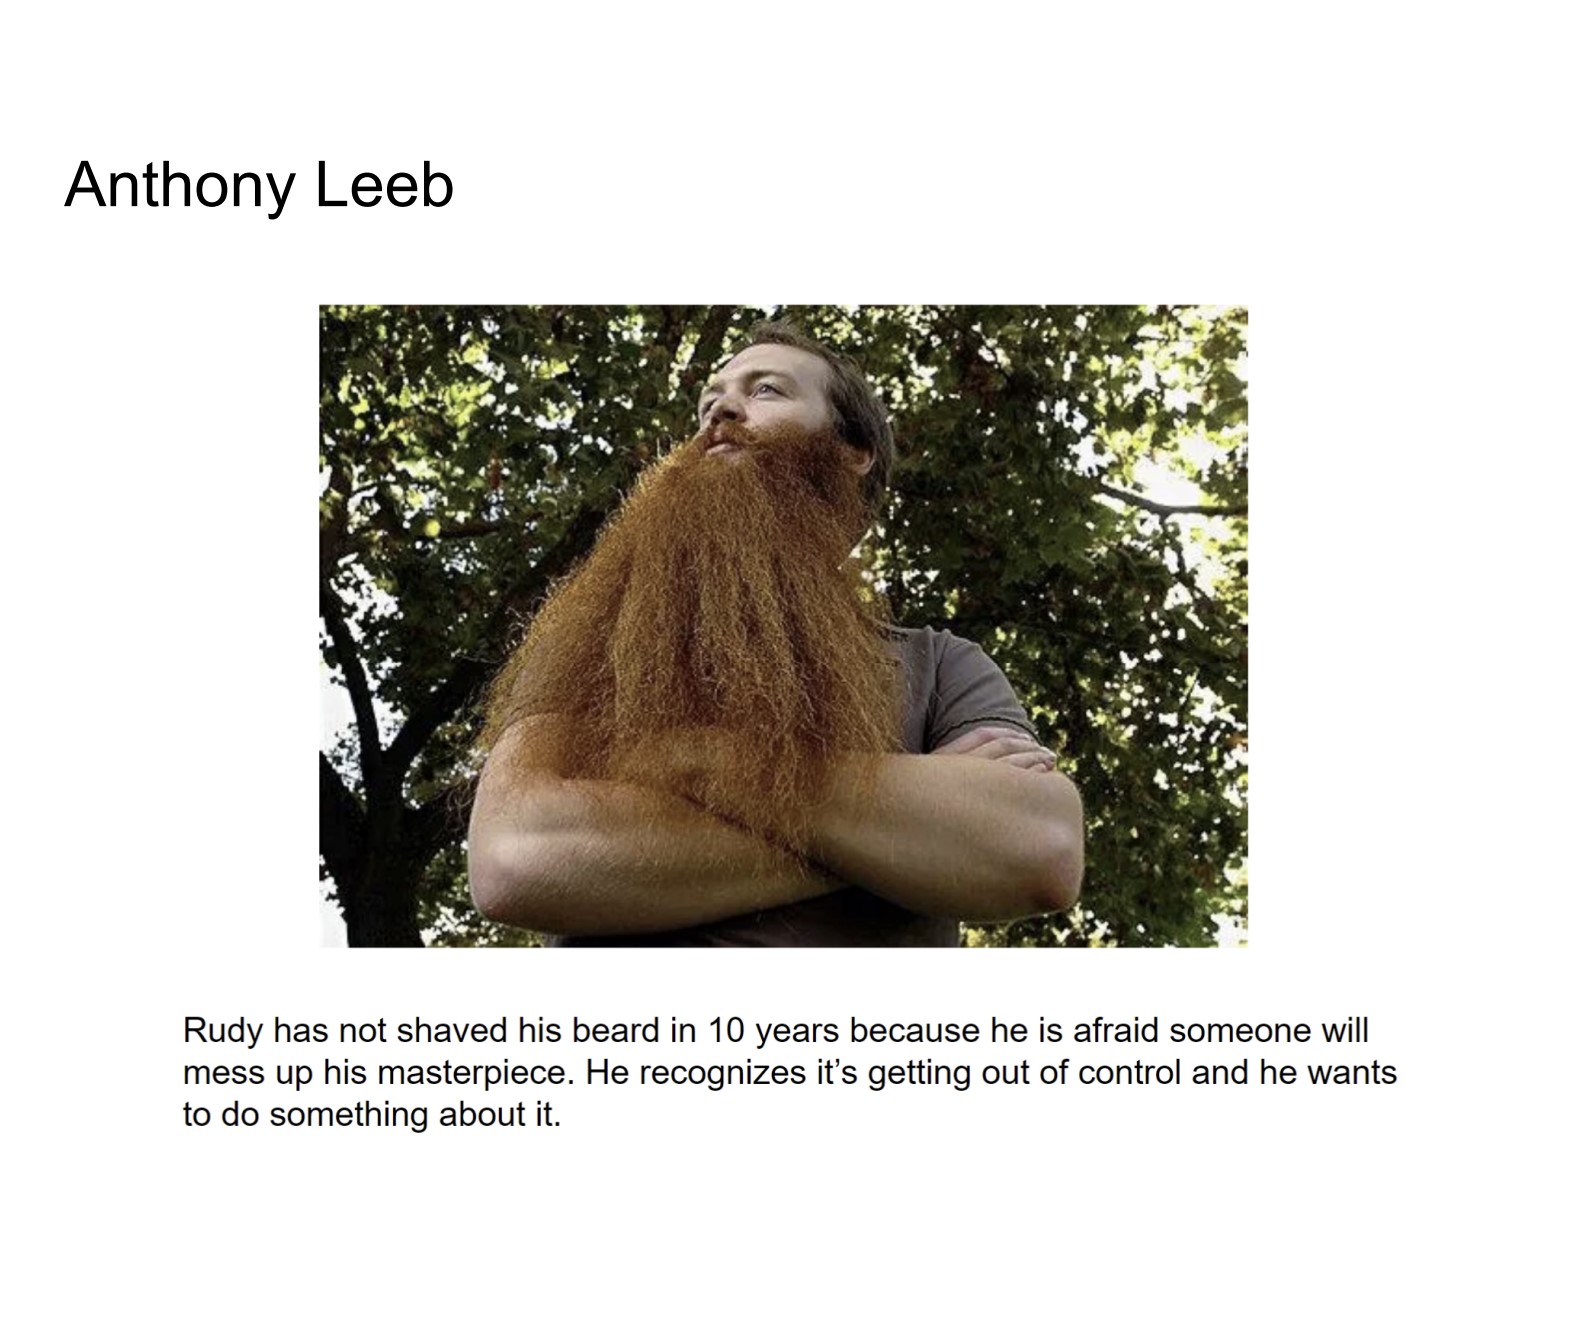 Anthony Leeb
Rudy has not shaved his beard in 10 years because he is afraid someone will
mess up his masterpiece. He recognizes it’s getting out of control and he wants
to do something about it.